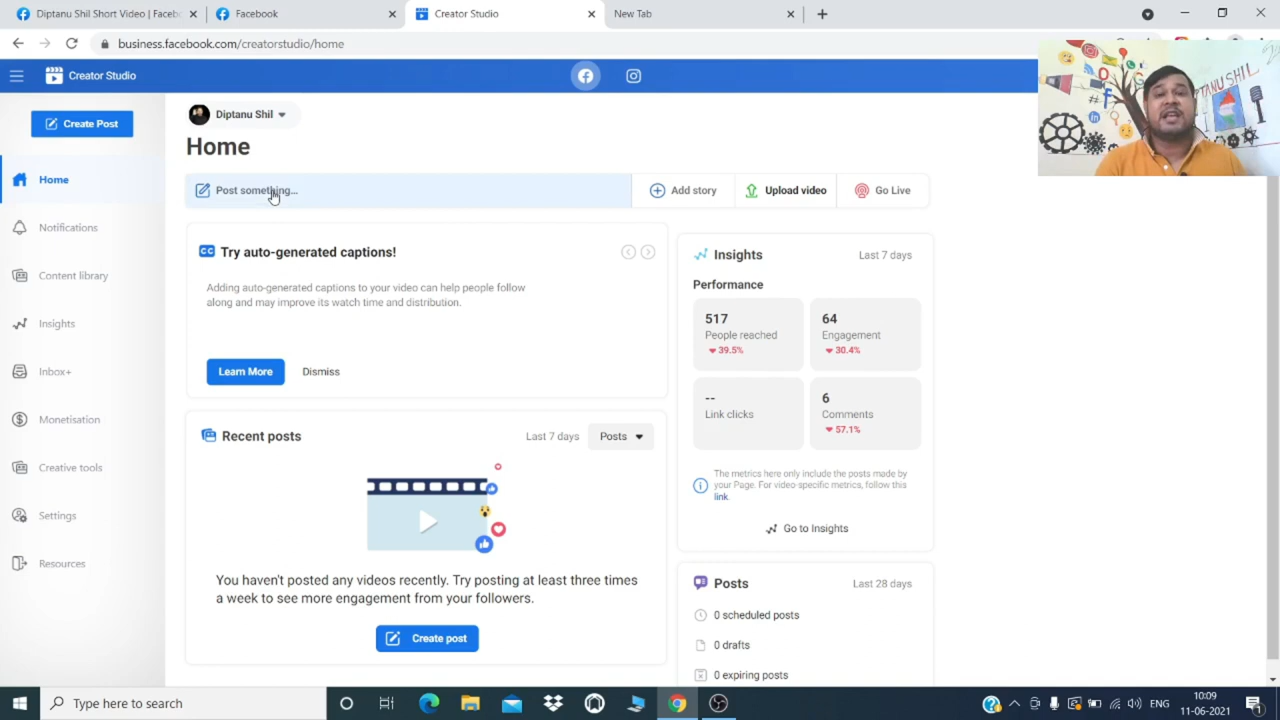 Diptanu Shil Short Video | Faceb
Facebook
Creator Studio
New Tab
business.facebook.com/creatorstudio/home
Creator Studio
Create Post
Home
Notifications
Content library
Insights
Inbox+
Monetisation
Creative tools
Settings
Resources
Diptanu Shil
Home
Post something...
Add story
Upload video
Go Live
CC Try auto-generated captions!
Adding auto-generated captions to your video can help people follow
along and may improve its watch time and distribution.
Learn More
Dismiss
Recent posts
Last 7 days
Posts
You haven't posted any videos recently. Try posting at least three times
a week to see more engagement from your followers.
Create post
Insights
Last 7 days
Performance
517
People reached
39.5%
64
Engagement
30.4%
--
Link clicks
6
Comments
57.1%
The metrics here only include the posts made by
your Page. For video-specific metrics, follow this
link.
Go to Insights
Posts
Last 28 days
0 scheduled posts
0 drafts
0 expiring posts
Type here to search
ENG
10:09
11-06-2021